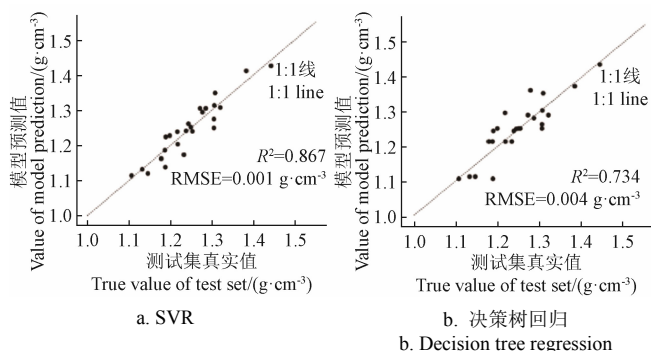 模型预测值
Value of model prediction/(g·cm⁻³)
1.5
1.4
1.3
1.2
1.1
1.0
1:1线
1:1 line
R²=0.867
RMSE=0.001 g·cm⁻³
1.0 1.1 1.2 1.3 1.4 1.5
测试集真实值
True value of test set/(g·cm⁻³)
a. SVR
模型预测值
Value of model prediction/(g·cm⁻³)
1.5
1.4
1.3
1.2
1.1
1.0
1:1线
1:1 line
R²=0.734
RMSE=0.004 g·cm⁻³
1.0 1.1 1.2 1.3 1.4 1.5
测试集真实值
True value of test set/(g·cm⁻³)
b. 决策树回归
b. Decision tree regression